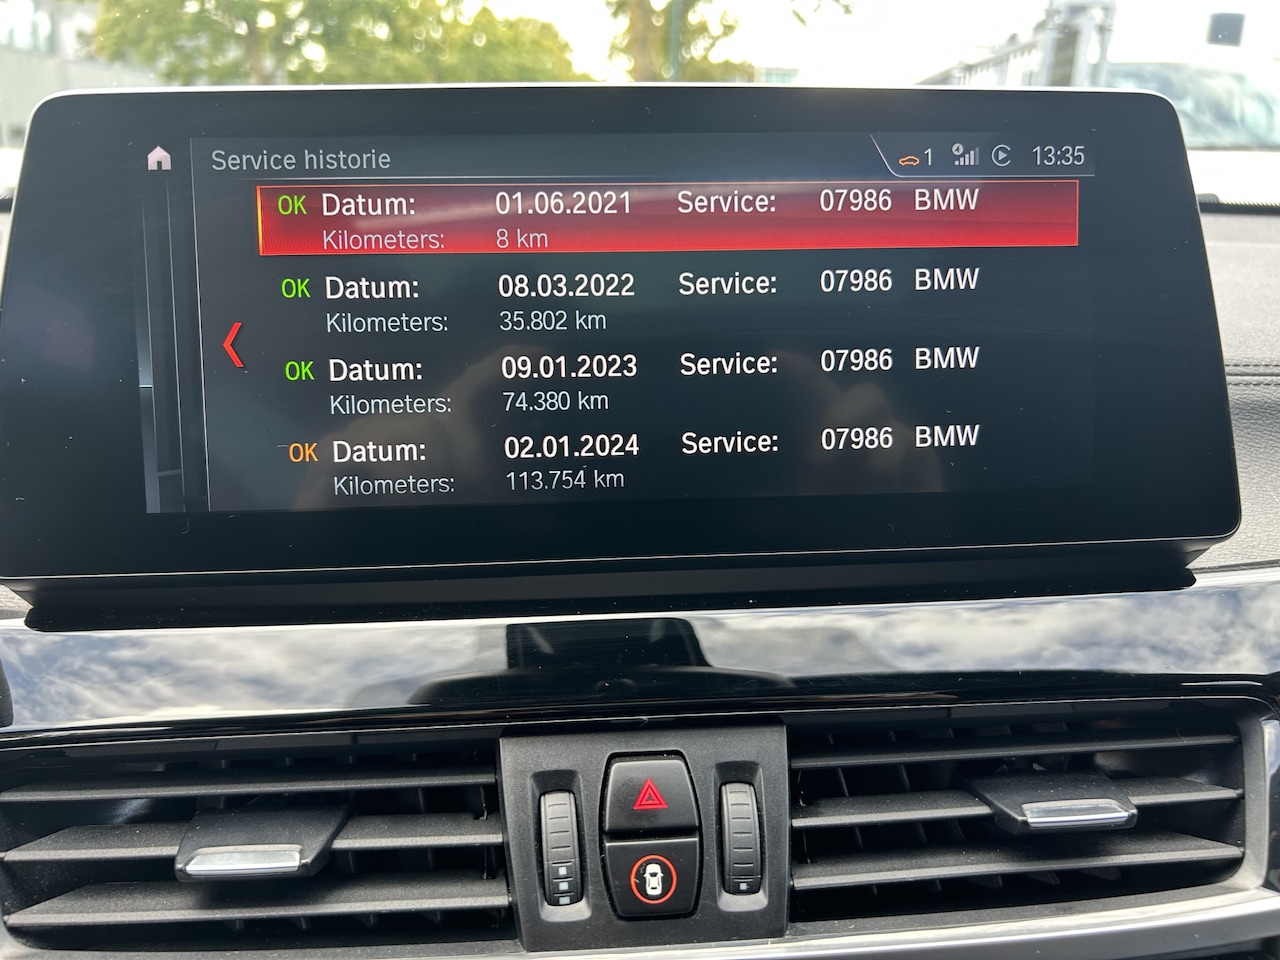 Service historie
1 13:35
OK Datum: 01.06.2021 Service: 07986 BMW
Kilometers: 8 km
OK Datum: 08.03.2022 Service: 07986 BMW
Kilometers: 35.802 km
OK Datum: 09.01.2023 Service: 07986 BMW
Kilometers: 74.380 km
OK Datum: 02.01.2024 Service: 07986 BMW
Kilometers: 113.754 km